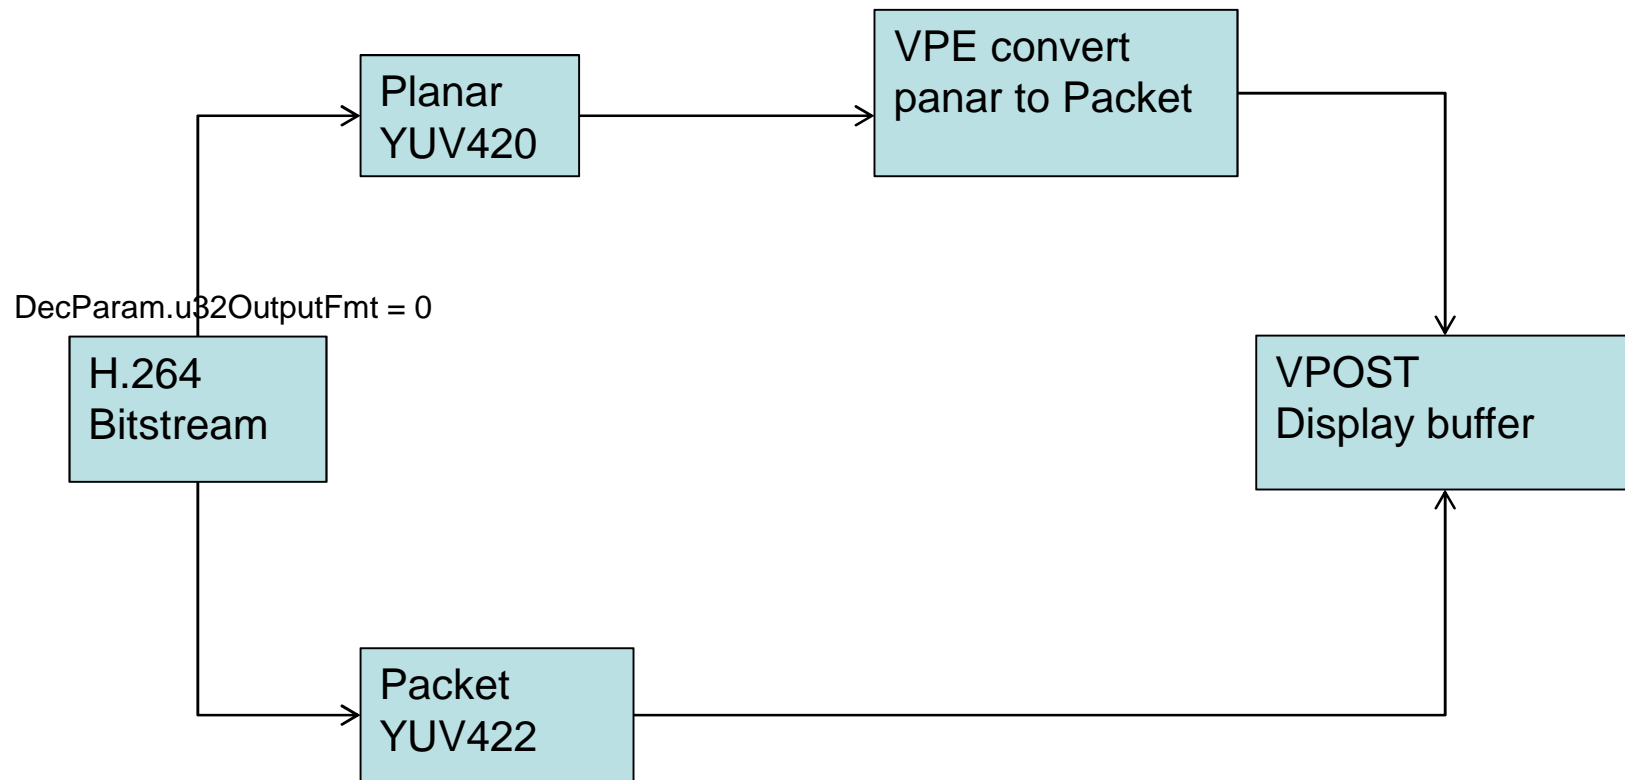 Planar
YUV420
VPE convert
panar to Packet
DecParam.u32OutputFmt = 0
H.264
Bitstream
VPOST
Display buffer
Packet
YUV422